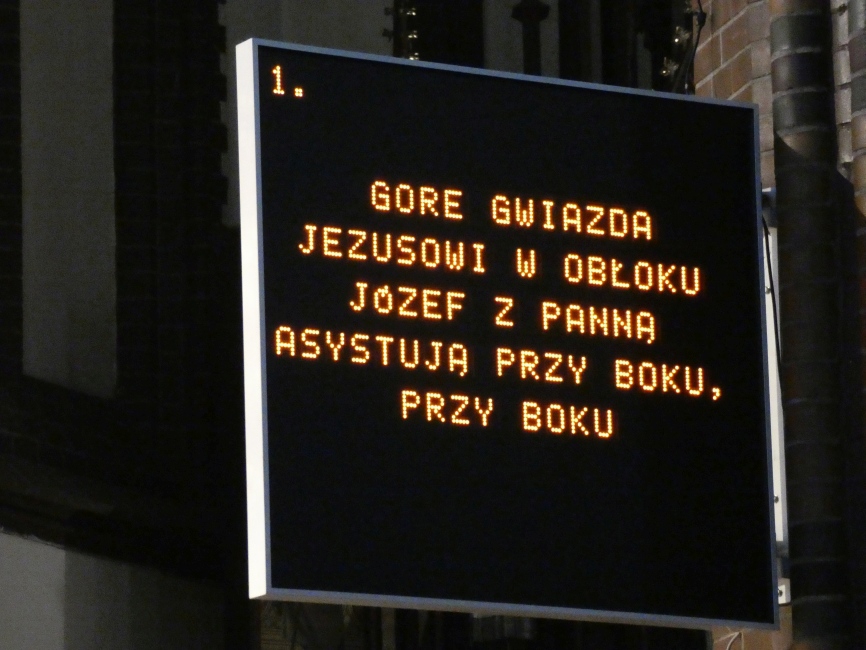 1.
GORE GWIAZDA
JEZUSOWI W OBŁOKU
JÓZEF Z PANNĄ
ASYSTUJĄ PRZY BOKU,
PRZY BOKU